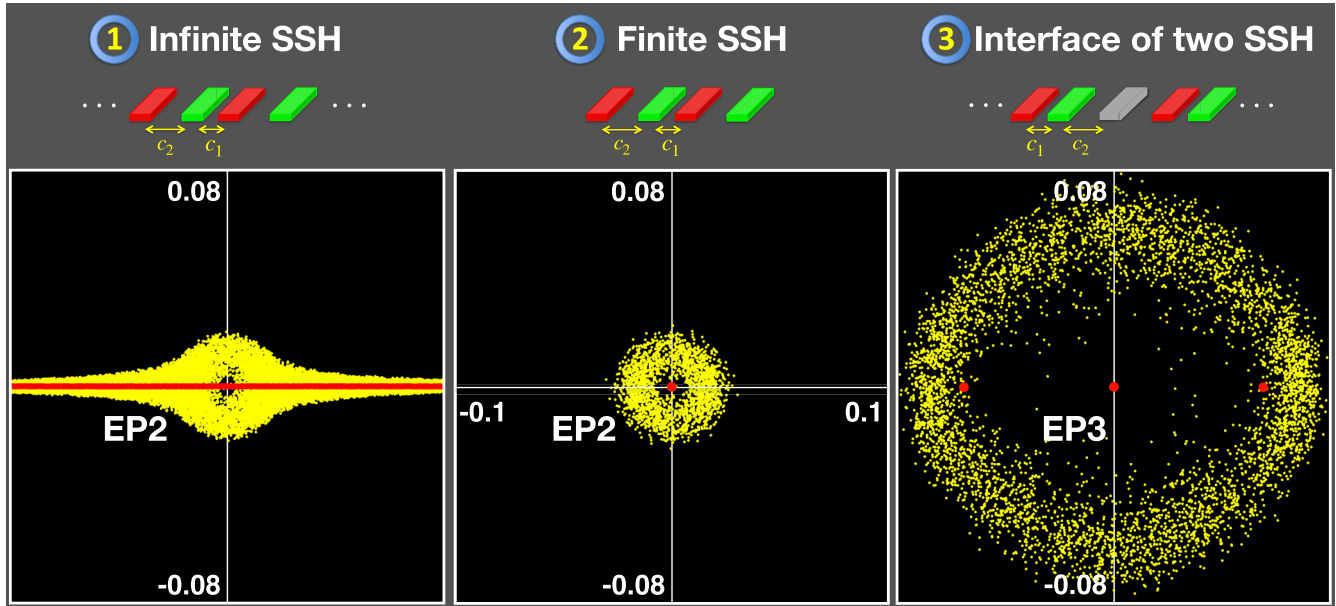 1 Infinite SSH
2 Finite SSH
3 Interface of two SSH
. . .
. . .
. . .
. . .
c2
c1
c2
c1
c1
c2
0.08
0.08
0.08
-0.1
0.1
EP2
EP2
EP3
-0.08
-0.08
-0.08